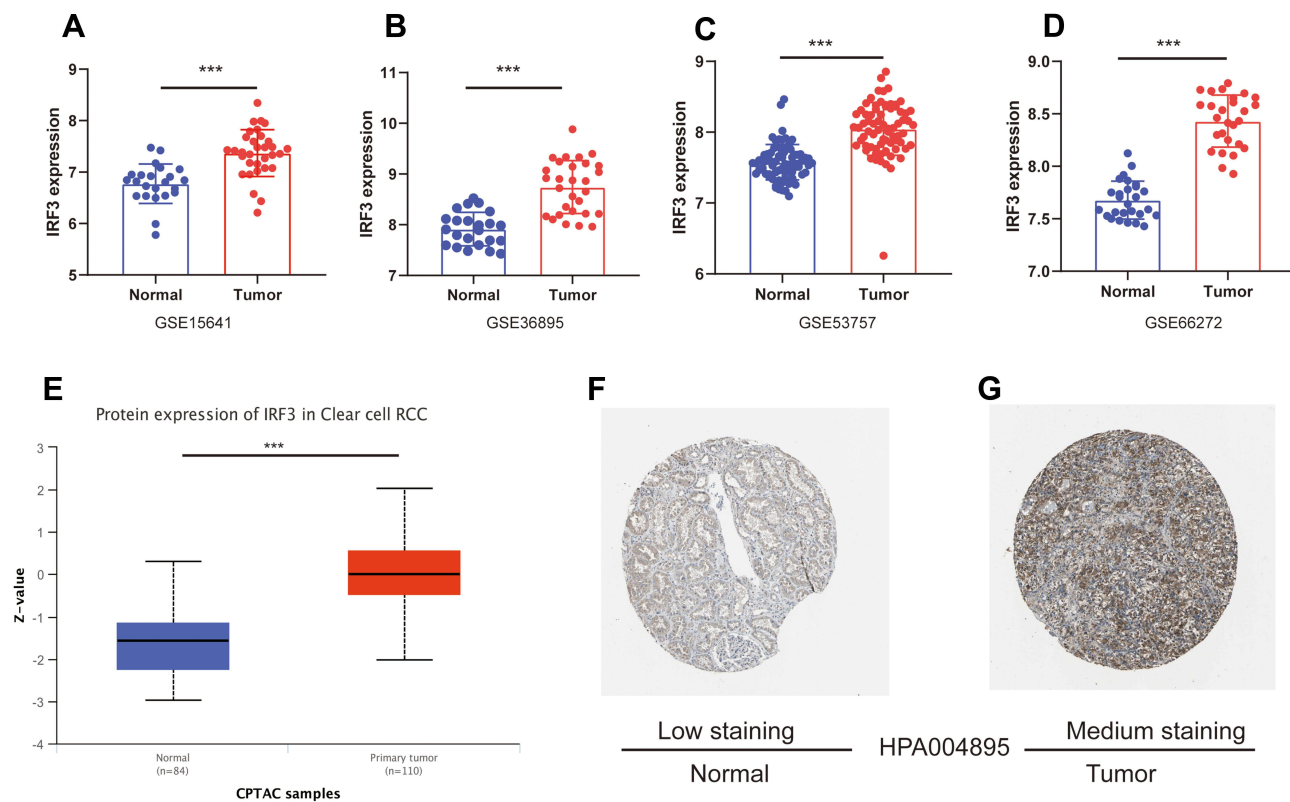 A
***
9
8
7
6
5
IRF3 expression
Normal Tumor
GSE15641
B
***
11
10
9
8
7
IRF3 expression
Normal Tumor
GSE36895
C
***
9
8
7
6
IRF3 expression
Normal Tumor
GSE53757
D
***
9.0
8.5
8.0
7.5
7.0
IRF3 expression
Normal Tumor
GSE66272
E
Protein expression of IRF3 in Clear cell RCC
***
3
2
1
0
-1
-2
-3
-4
Z-value
Normal
(n=84)
Primary tumor
(n=110)
CPTAC samples
F
Low staining
Normal
HPA004895
G
Medium staining
Tumor